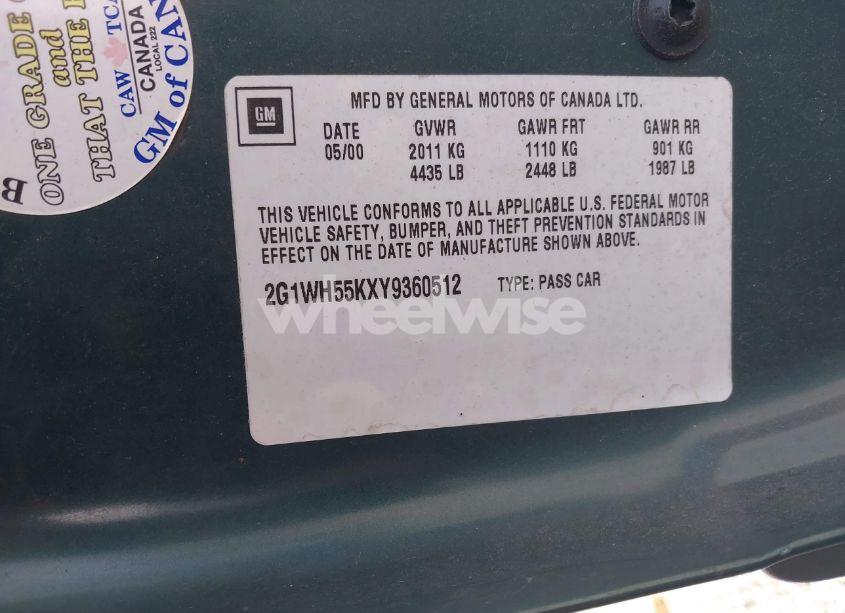 ONE GRADE
and
THAT THE
CAW TCA
CANADA
LOCAL 222
GM of CAN
B
GM
MFD BY GENERAL MOTORS OF CANADA LTD.
DATE GVWR GAWR FRT GAWR RR
05/00 2011 KG 1110 KG 901 KG
4435 LB 2448 LB 1987 LB
THIS VEHICLE CONFORMS TO ALL APPLICABLE U.S. FEDERAL MOTOR
VEHICLE SAFETY, BUMPER, AND THEFT PREVENTION STANDARDS IN
EFFECT ON THE DATE OF MANUFACTURE SHOWN ABOVE.
2G1WH55KXY9360512 TYPE: PASS CAR
wheelwise